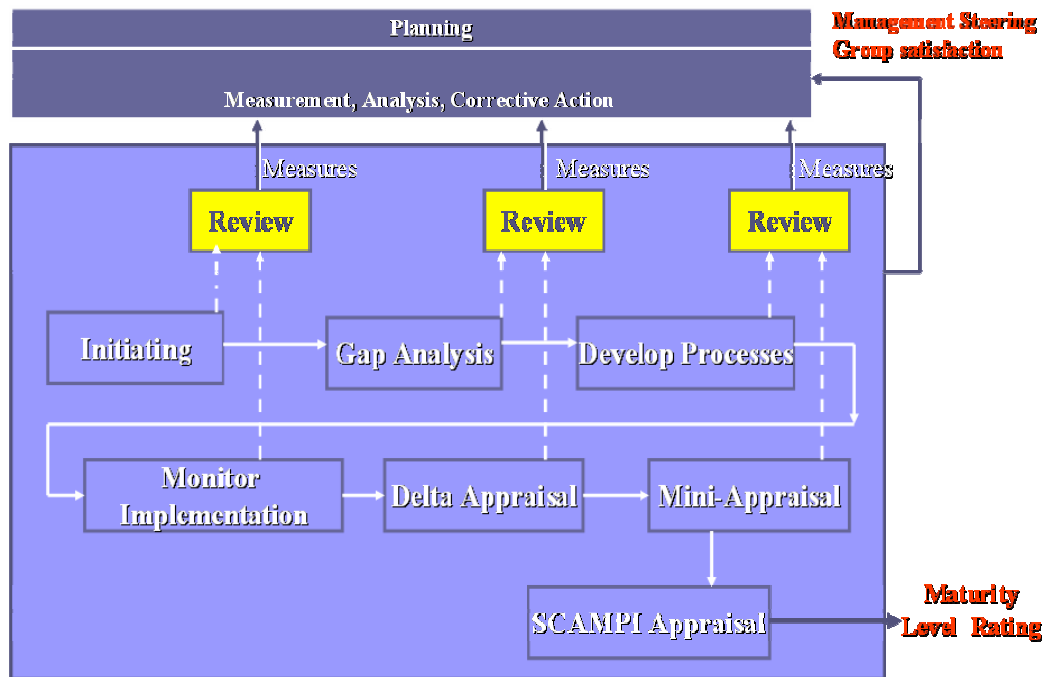 Planning
Management Steering
Group satisfaction
Measurement, Analysis, Corrective Action
Measures
Measures
Measures
Review
Review
Review
Initiating
Gap Analysis
Develop Processes
Monitor
Implementation
Delta Appraisal
Mini-Appraisal
SCAMPI Appraisal
Maturity
Level Rating